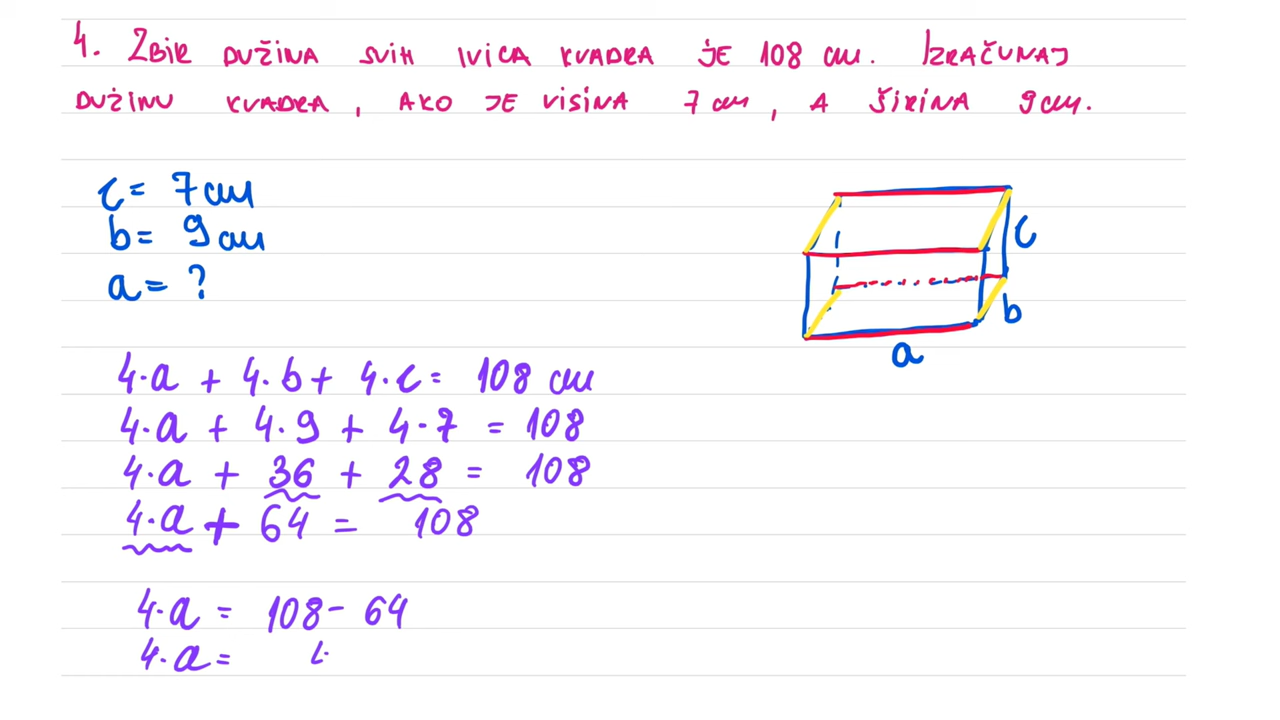 4. Zbir dužina svih ivica kvadra je 108 cm. Izračunaj
dužinu kvadra, ako je visina 7 cm, a širina 9 cm.
c = 7 cm
b = 9 cm
a = ?
c
b
a
4·a + 4·b + 4·c = 108 cm
4·a + 4·9 + 4·7 = 108
4·a + 36 + 28 = 108
4·a + 64 = 108
4·a = 108 - 64
4·a =